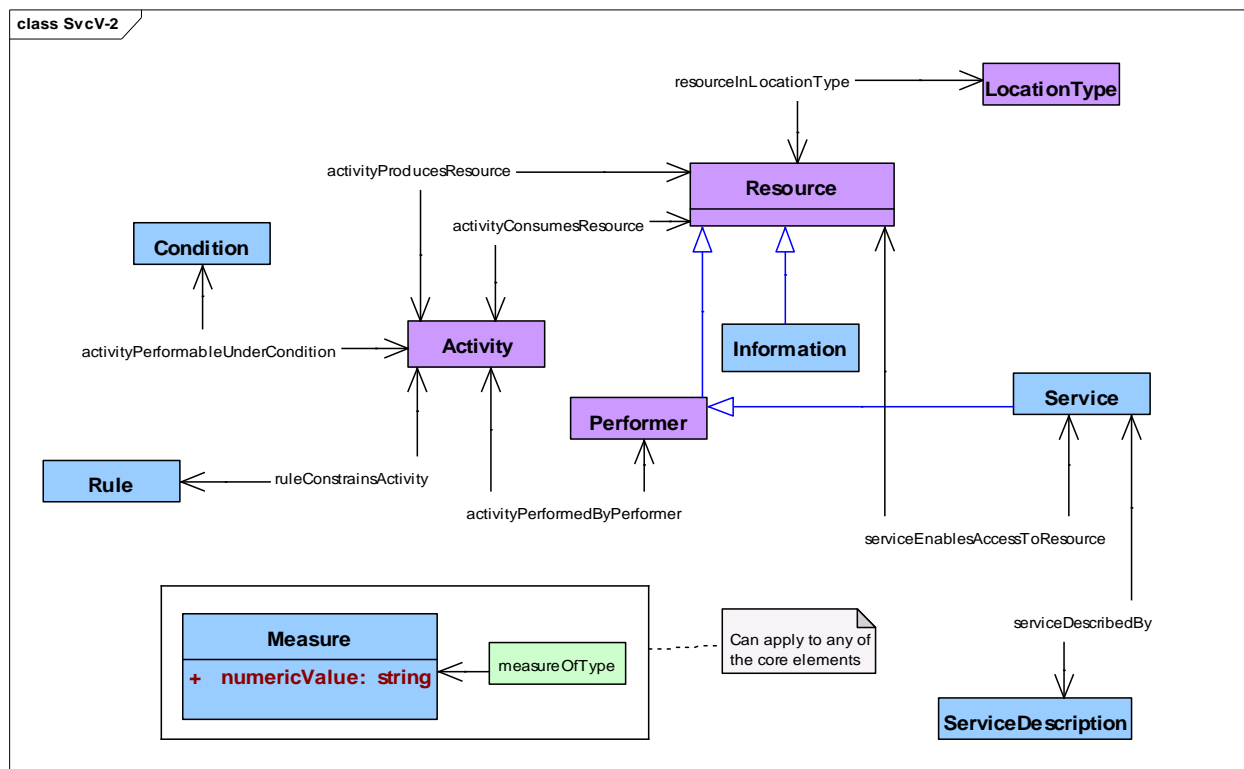 class SvcV-2
resourceInLocationType
LocationType
activityProducesResource
Resource
activityConsumesResource
Condition
activityPerformableUnderCondition
Activity
Information
Service
Performer
Rule
ruleConstrainsActivity
activityPerformedByPerformer
serviceEnablesAccessToResource
Measure
+ numericValue: string
measureOfType
Can apply to any of
the core elements
serviceDescribedBy
ServiceDescription